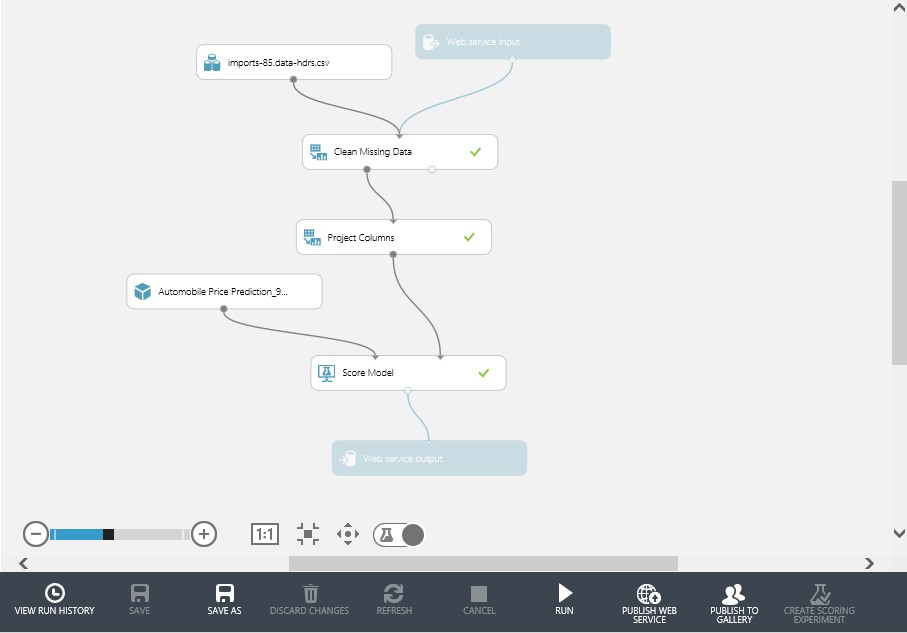 Web service input
imports-85.data-hdrs.csv
Clean Missing Data
Project Columns
Automobile Price Prediction_9...
Score Model
Web service output
1:1
VIEW RUN HISTORY
SAVE
SAVE AS
DISCARD CHANGES
REFRESH
CANCEL
RUN
PUBLISH WEB
SERVICE
PUBLISH TO
GALLERY
CREATE SCORING
EXPERIMENT